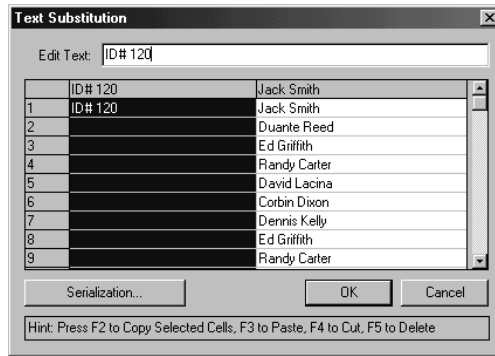 Text Substitution
Edit Text: ID# 120
ID# 120 Jack Smith
1 ID# 120 Jack Smith
2 Duante Reed
3 Ed Griffith
4 Randy Carter
5 David Lacina
6 Corbin Dixon
7 Dennis Kelly
8 Ed Griffith
9 Randy Carter
Serialization... OK Cancel
Hint: Press F2 to Copy Selected Cells, F3 to Paste, F4 to Cut, F5 to Delete